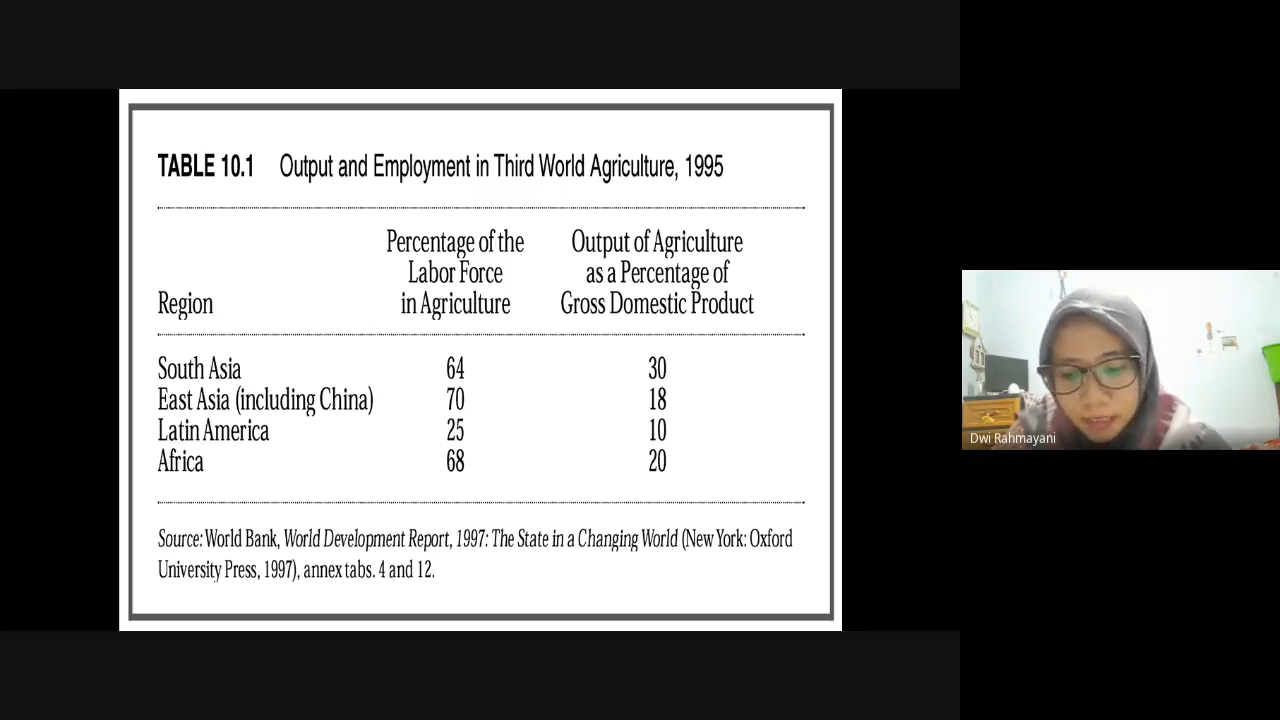 TABLE 10.1 Output and Employment in Third World Agriculture, 1995
Percentage of the Output of Agriculture
Labor Force as a Percentage of
Region in Agriculture Gross Domestic Product
South Asia 64 30
East Asia (including China) 70 18
Latin America 25 10
Africa 68 20
Source: World Bank, World Development Report, 1997: The State in a Changing World (New York: Oxford
University Press, 1997), annex tabs. 4 and 12.
Dwi Rahmayani